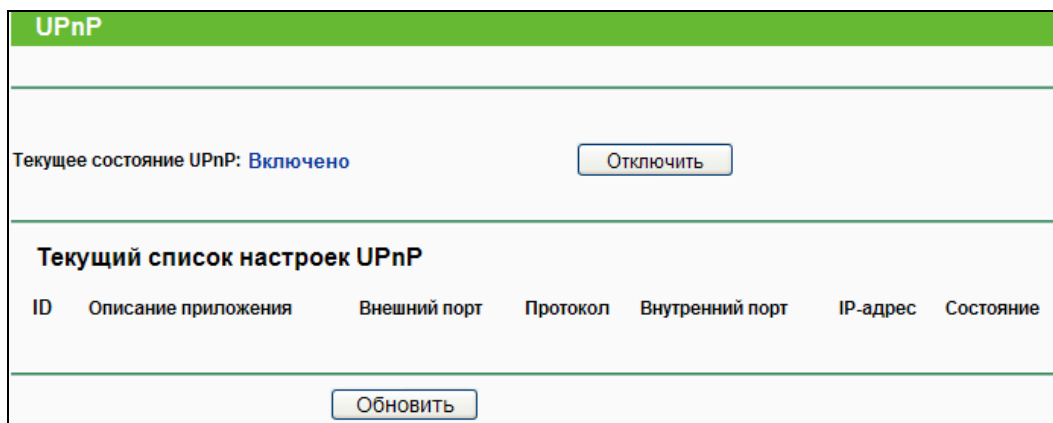 UPnP
Текущее состояние UPnP: Включено Отключить
Текущий список настроек UPnP
ID Описание приложения Внешний порт Протокол Внутренний порт IP-адрес Состояние
Обновить